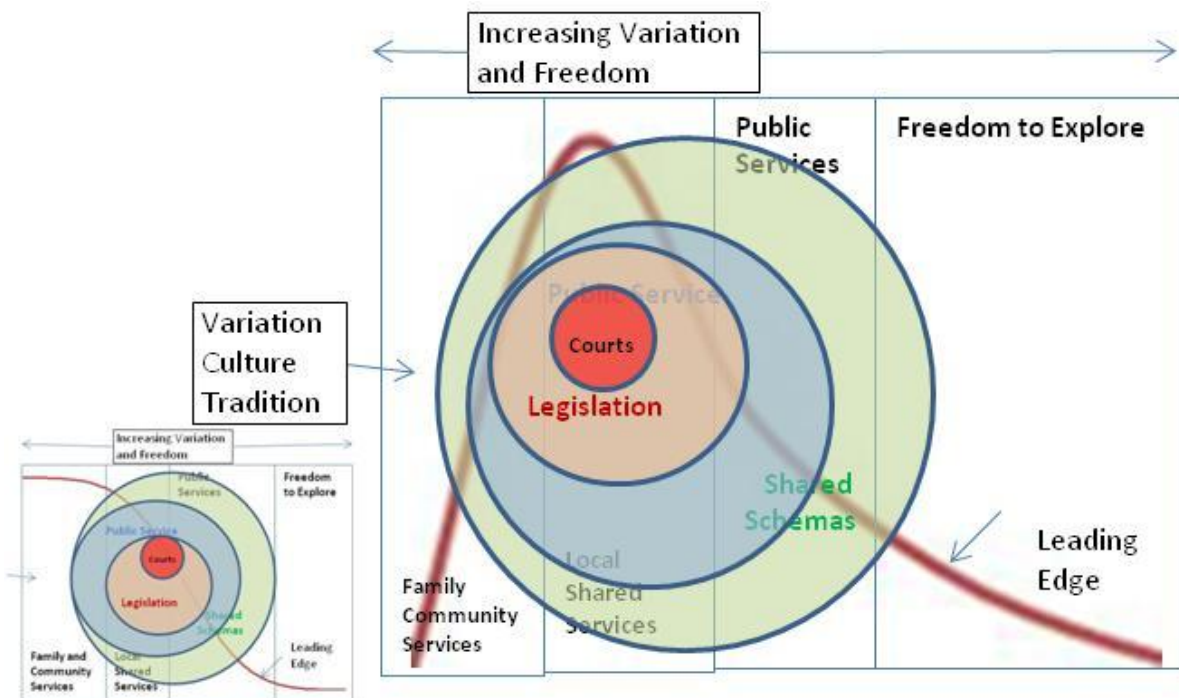 Increasing Variation
and Freedom
Public
Services
Freedom to Explore
Public Service
Variation
Culture
Tradition
Courts
Legislation
Shared
Schemas
Leading
Edge
Local
Shared
Services
Family
Community
Services
Increasing Variation
and Freedom
Public
Services
Freedom
to Explore
Public Service
Courts
Legislation
Shared
Schemas
Leading
Edge
Family and
Community
Services
Local
Shared
Services